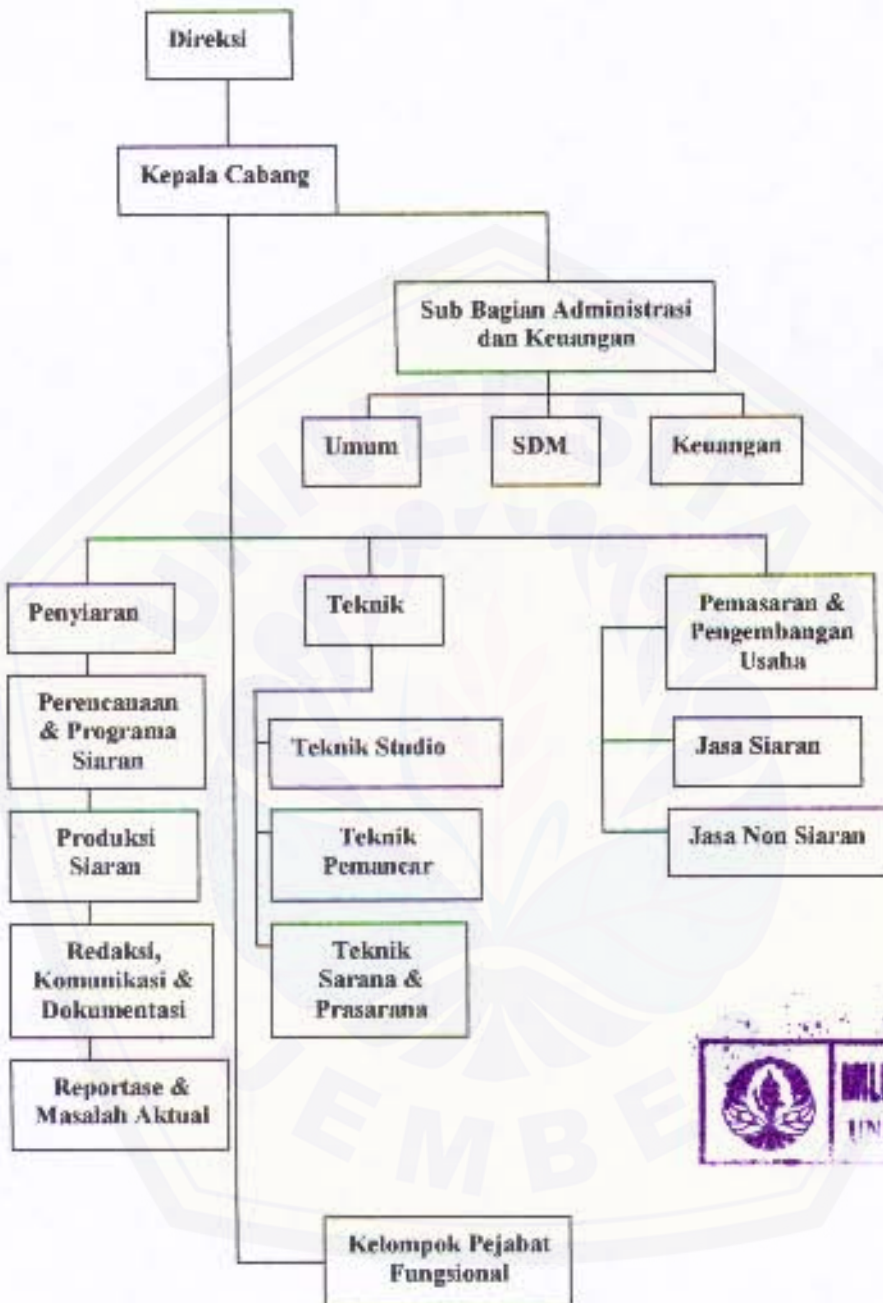 Direksi
Kepala Cabang
Sub Bagian Administrasi
dan Keuangan
Umum
SDM
Keuangan
Penyiaran
Teknik
Pemasaran &
Pengembangan
Usaha
Perencanaan
& Programa
Siaran
Teknik Studio
Jasa Siaran
Produksi
Siaran
Teknik
Pemancar
Jasa Non Siaran
Redaksi,
Komunikasi &
Dokumentasi
Teknik
Sarana &
Prasarana
Reportase &
Masalah Aktual
Kelompok Pejabat
Fungsional
UNIVERSITAS
JEMBER